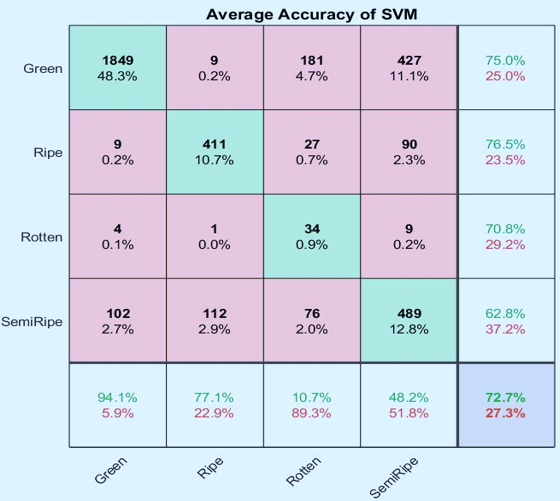 Average Accuracy of SVM
Green 1849 9 181 427 75.0%
48.3% 0.2% 4.7% 11.1% 25.0%
Ripe 9 411 27 90 76.5%
0.2% 10.7% 0.7% 2.3% 23.5%
Rotten 4 1 34 9 70.8%
0.1% 0.0% 0.9% 0.2% 29.2%
SemiRipe 102 112 76 489 62.8%
2.7% 2.9% 2.0% 12.8% 37.2%
94.1% 77.1% 10.7% 48.2% 72.7%
5.9% 22.9% 89.3% 51.8% 27.3%
Green Ripe Rotten SemiRipe